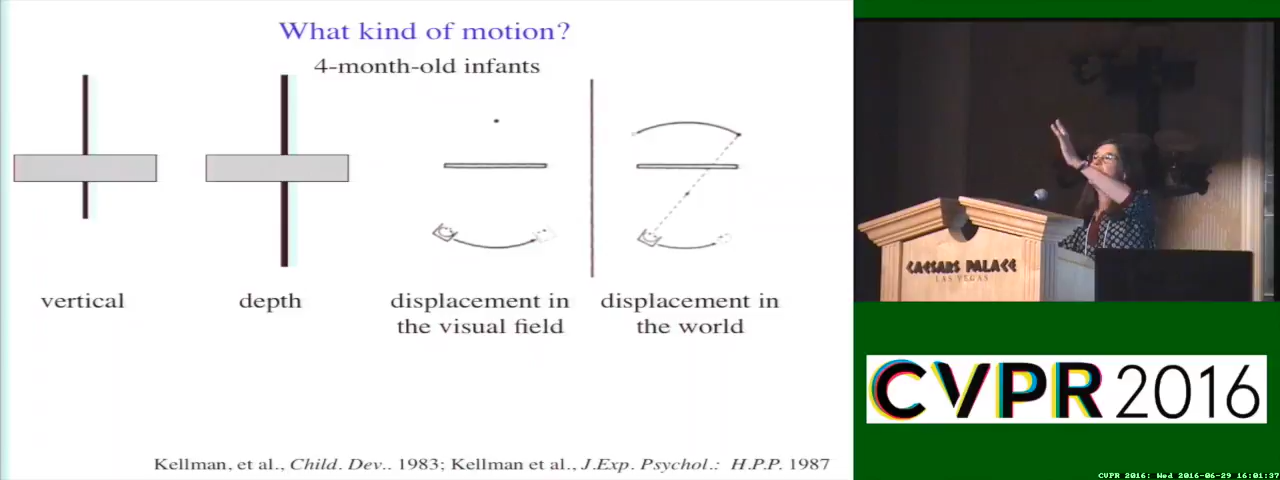 What kind of motion?
4-month-old infants
vertical
depth
displacement in
the visual field
displacement in
the world
Kellman, et al., Child. Dev.. 1983; Kellman et al., J.Exp. Psychol.: H.P.P. 1987
CAESARS PALACE
LAS VEGAS
CVPR 2016
CVPR 2016: Wed 2016-06-29 16:01:37